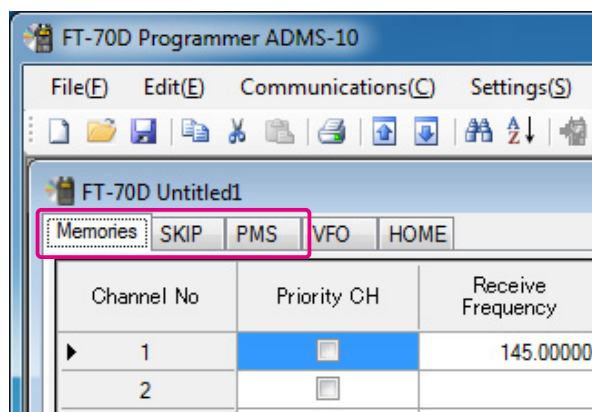 FT-70D Programmer ADMS-10
File(F) Edit(E) Communications(C) Settings(S)
FT-70D Untitled1
Memories SKIP PMS VFO HOME
Channel No Priority CH Receive
Frequency
1 145.00000
2